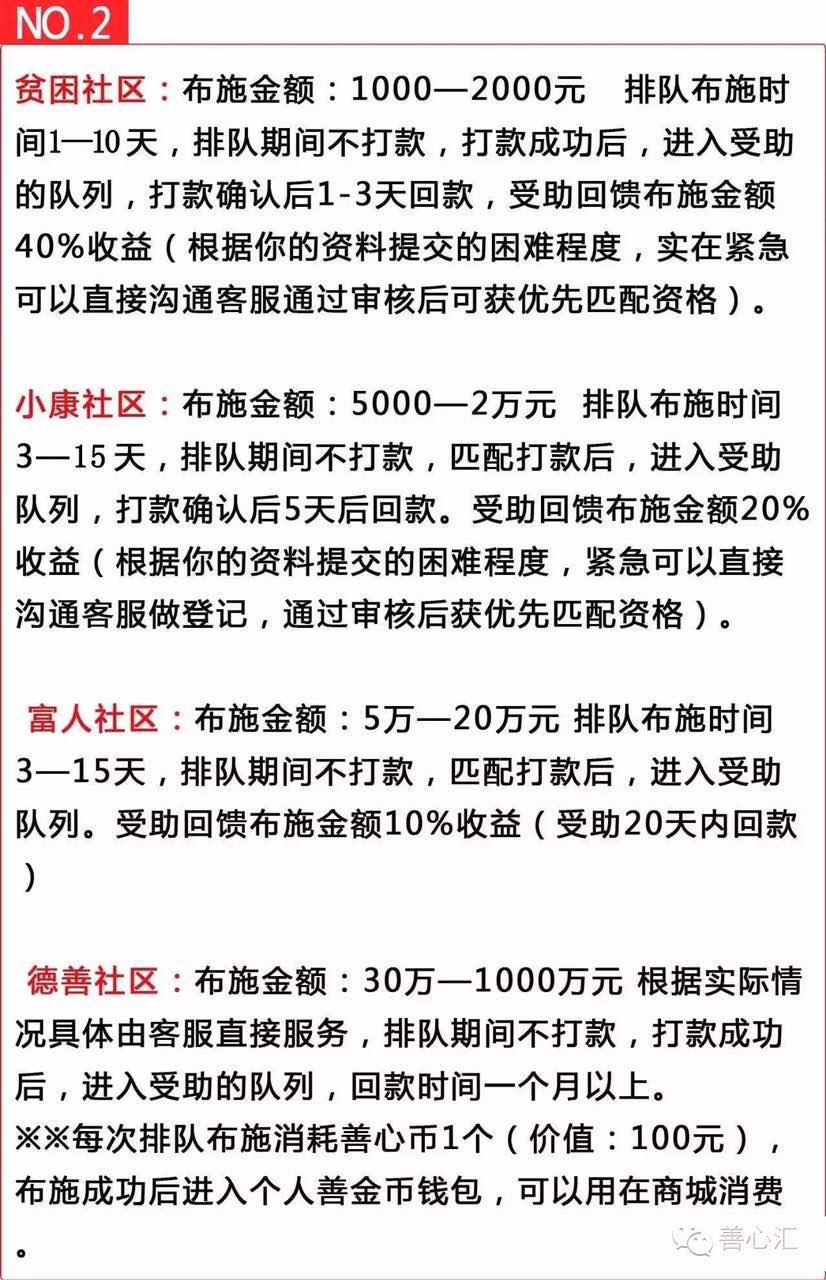 NO.2
贫困社区：布施金额：1000—2000元 排队布施时
间1—10天，排队期间不打款，打款成功后，进入受助
的队列，打款确认后1-3天回款，受助回馈布施金额
40%收益（根据你的资料提交的困难程度，实在紧急
可以直接沟通客服通过审核后可获优先匹配资格）。
小康社区：布施金额：5000—2万元 排队布施时间
3—15天，排队期间不打款，匹配打款后，进入受助
队列，打款确认后5天后回款。受助回馈布施金额20%
收益（根据你的资料提交的困难程度，紧急可以直接
沟通客服做登记，通过审核后获优先匹配资格）。
富人社区：布施金额：5万—20万元 排队布施时间
3—15天，排队期间不打款，匹配打款后，进入受助
队列。受助回馈布施金额10%收益（受助20天内回款
）
德善社区：布施金额：30万—1000万元 根据实际情
况具体由客服直接服务，排队期间不打款，打款成功
后，进入受助的队列，回款时间一个月以上。
※※每次排队布施消耗善心币1个（价值：100元），
布施成功后进入个人善金币钱包，可以用在商城消费
。
善心汇